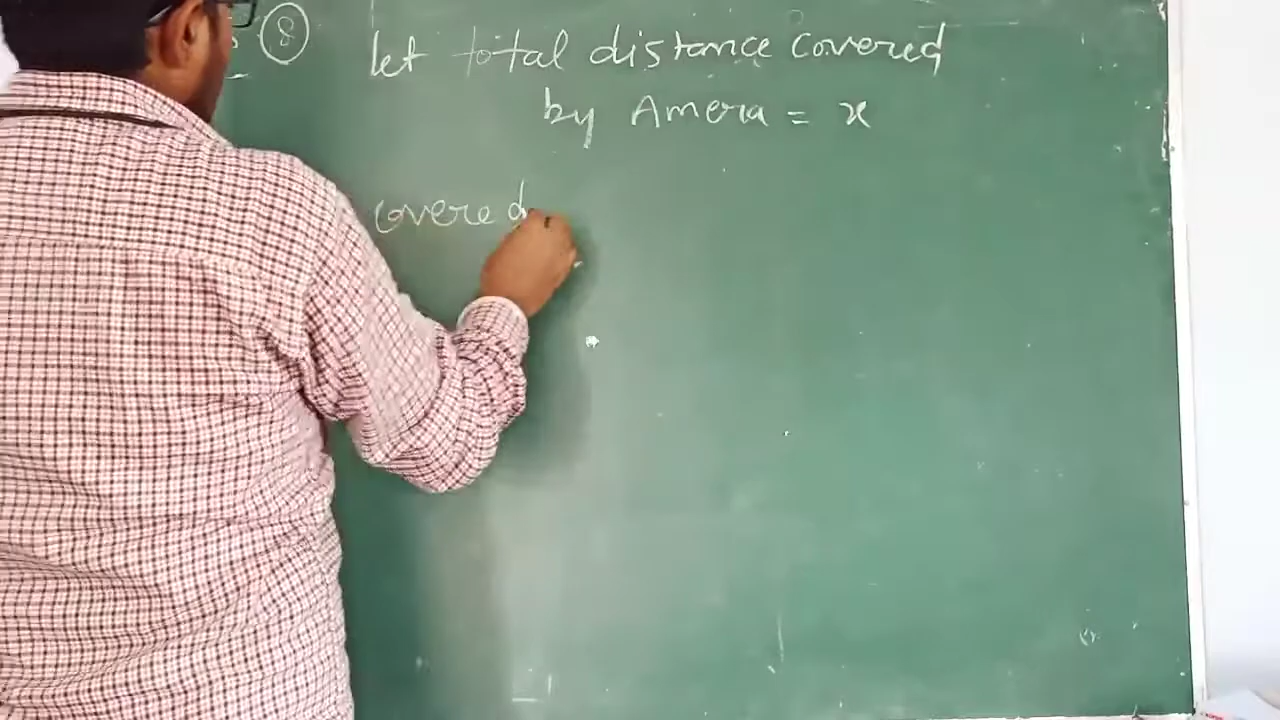 ⑧ let total distance covered
by Amera = x
covered